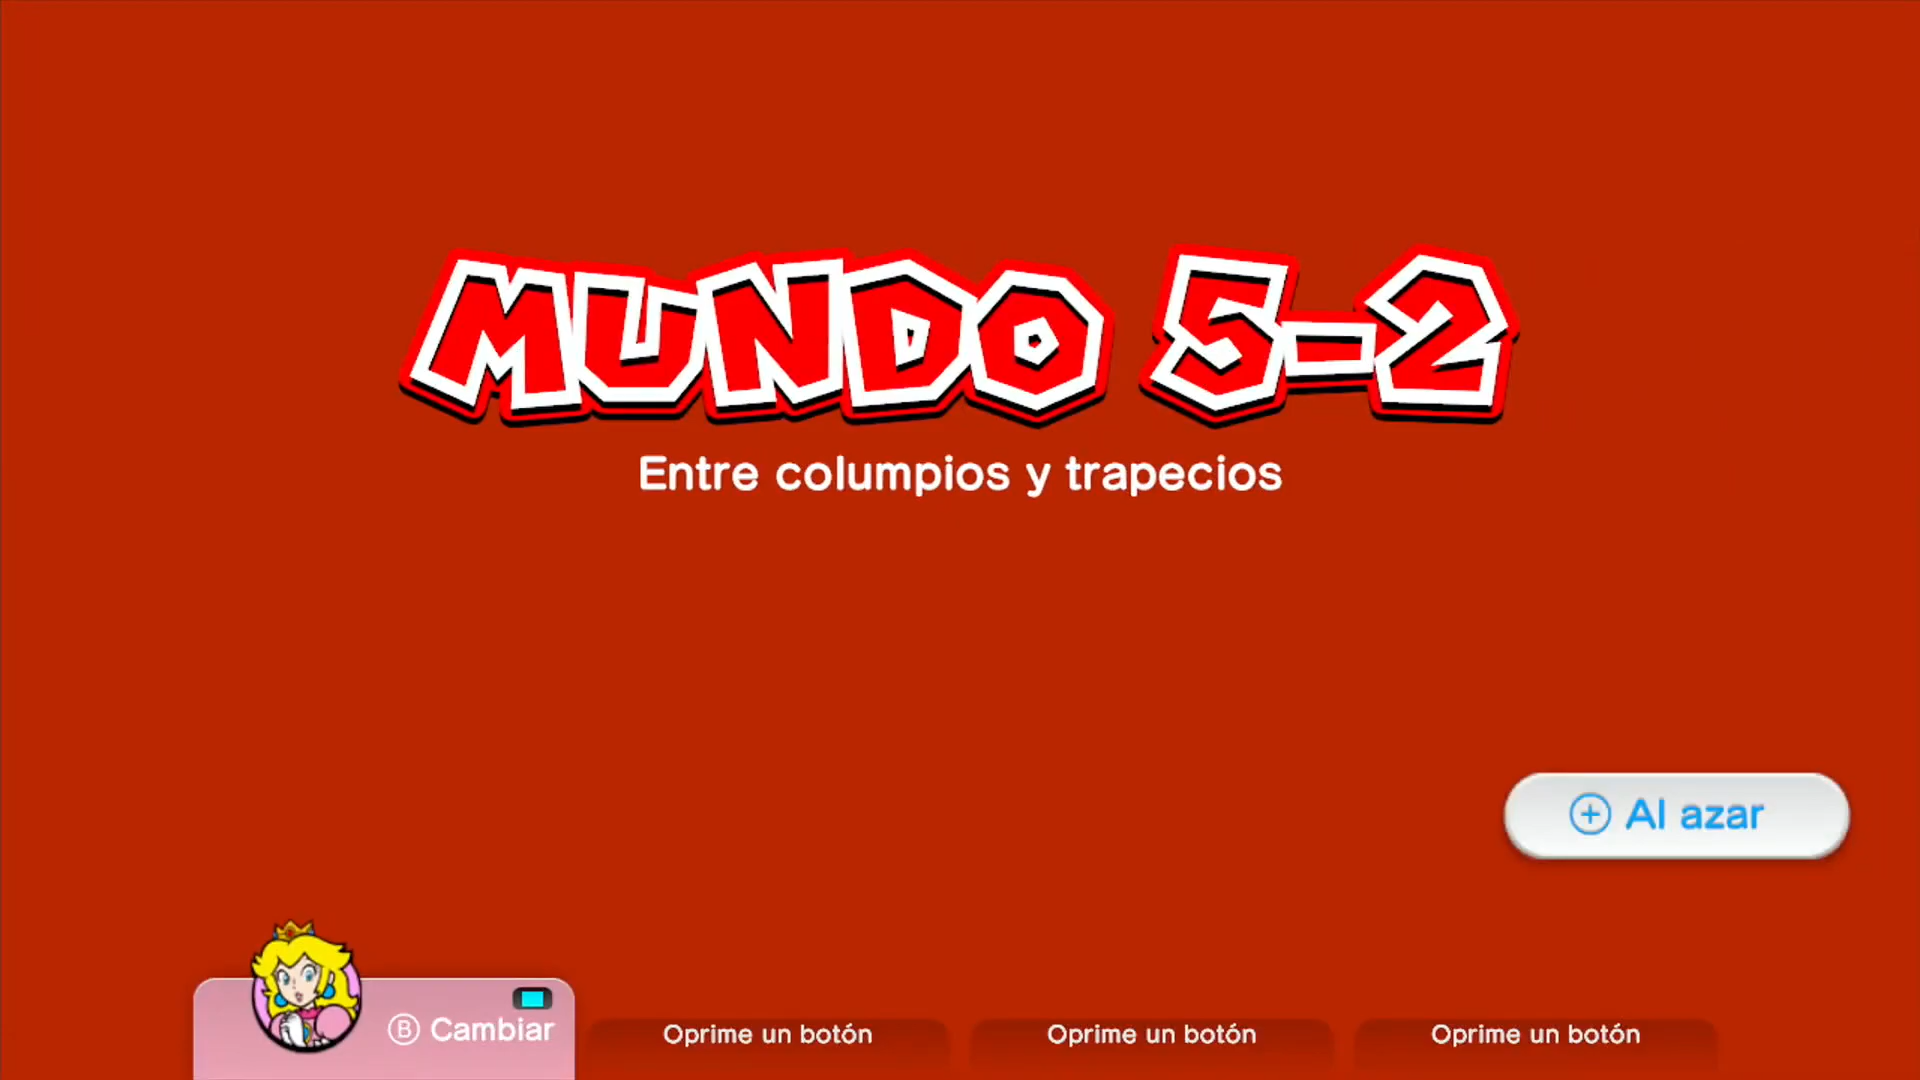 MUNDO 5-2
Entre columpios y trapecios
+ Al azar
B Cambiar
Oprime un botón
Oprime un botón
Oprime un botón